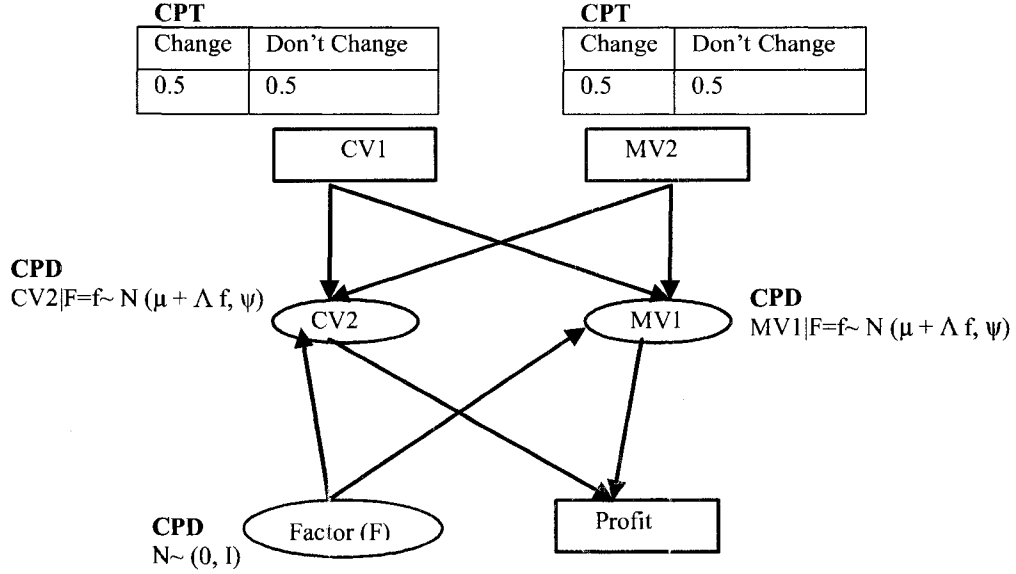 CPT
Change Don't Change
0.5 0.5
CPT
Change Don't Change
0.5 0.5
CV1
MV2
CPD
CV2|F=f~ N (μ + Λ f, ψ)
CV2
MV1
CPD
MV1|F=f~ N (μ + Λ f, ψ)
CPD
N~ (0, I)
Factor (F)
Profit